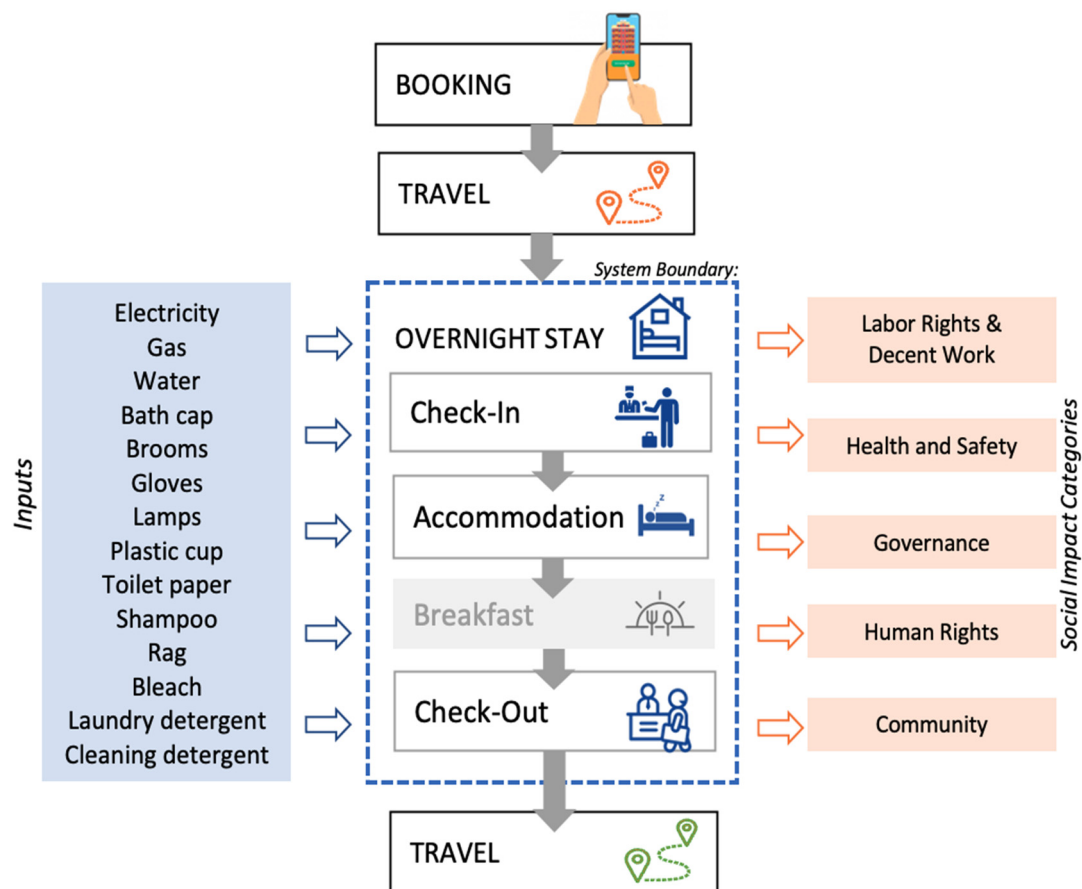 BOOKING
TRAVEL
System Boundary:
Inputs
Electricity
Gas
Water
Bath cap
Brooms
Gloves
Lamps
Plastic cup
Toilet paper
Shampoo
Rag
Bleach
Laundry detergent
Cleaning detergent
OVERNIGHT STAY
Check-In
Accommodation
z z z
Breakfast
Check-Out
Labor Rights &
Decent Work
Health and Safety
Governance
Human Rights
Community
Social Impact Categories
TRAVEL